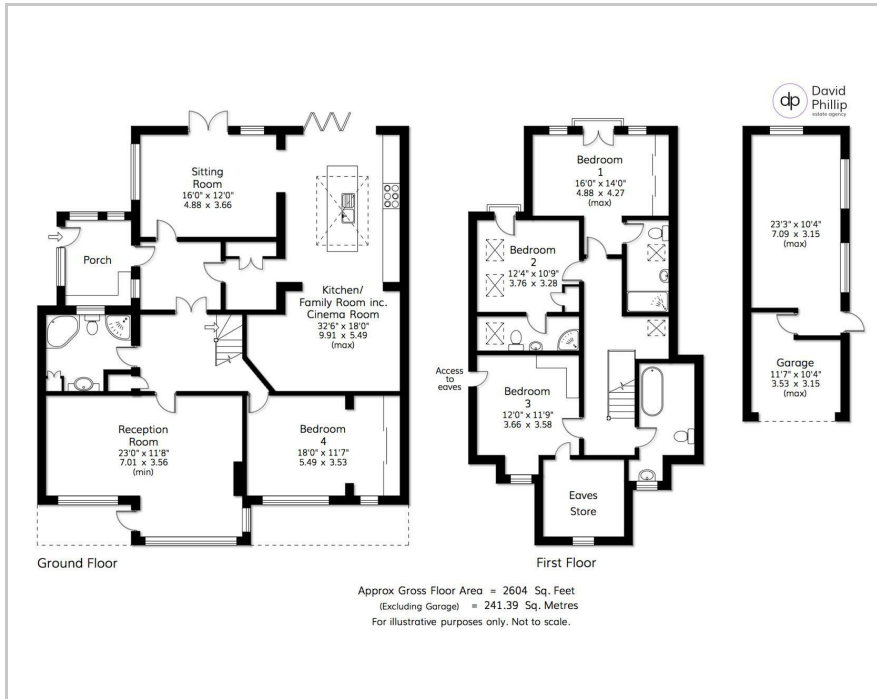 dp
David
Phillip
estate agency
Sitting
Room
16'0" x 12'0"
4.88 x 3.66
Porch
Kitchen/
Family Room inc.
Cinema Room
32'6" x 18'0"
9.91 x 5.49
(max)
Reception
Room
23'0" x 11'8"
7.01 x 3.56
(min)
Bedroom
4
18'0" x 11'7"
5.49 x 3.53
Ground Floor
Bedroom
1
16'0" x 14'0"
4.88 x 4.27
(max)
Bedroom
2
12'4" x 10'9"
3.76 x 3.28
Access
to
eaves
Bedroom
3
12'0" x 11'9"
3.66 x 3.58
Eaves
Store
First Floor
23'3" x 10'4"
7.09 x 3.15
(max)
Garage
11'7" x 10'4"
3.53 x 3.15
(max)
Approx Gross Floor Area = 2604 Sq. Feet
(Excluding Garage) = 241.39 Sq. Metres
For illustrative purposes only. Not to scale.